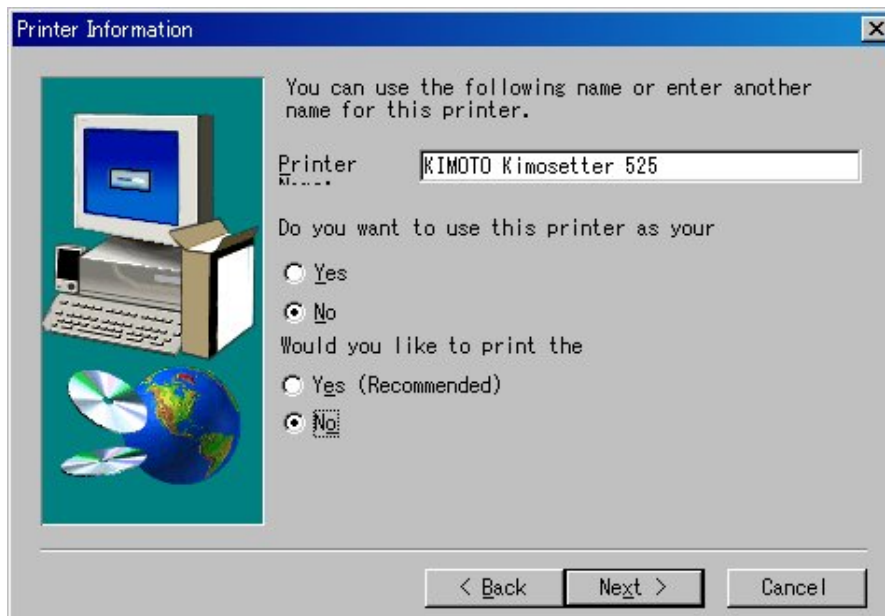 Printer Information
You can use the following name or enter another
name for this printer.
Printer
KIMOTO Kimosetter 525
Do you want to use this printer as your
Yes
No
Would you like to print the
Yes (Recommended)
No
< Back
Next >
Cancel